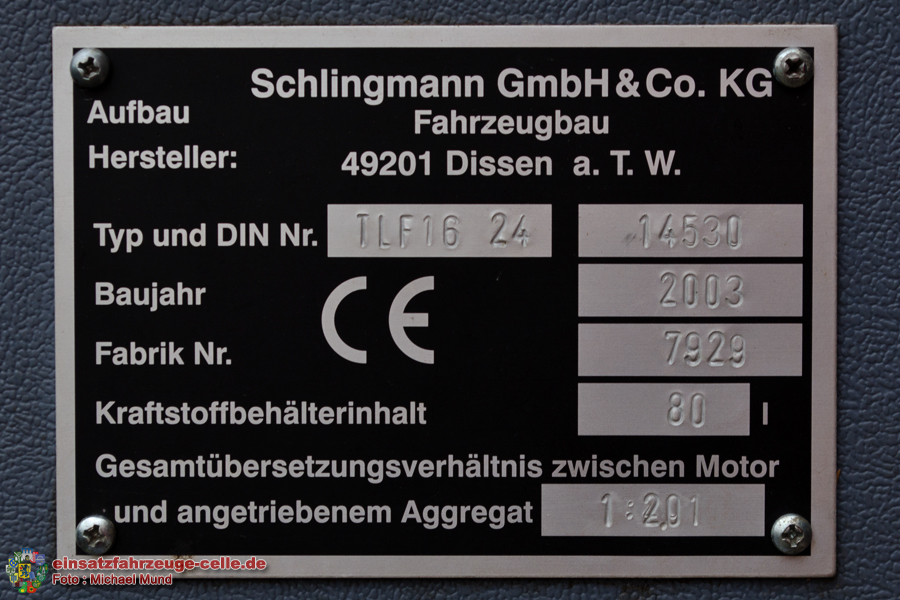 Schlingmann GmbH & Co. KG
Aufbau Fahrzeugbau
Hersteller: 49201 Dissen a. T. W.
Typ und DIN Nr. TLF16 24 14530
Baujahr 2003
CE
Fabrik Nr. 7929
Kraftstoffbehälterinhalt 80 l
Gesamtübersetzungsverhältnis zwischen Motor
und angetriebenem Aggregat 1:2,01
einsatzfahrzeuge-celle.de
Foto : Michael Mund